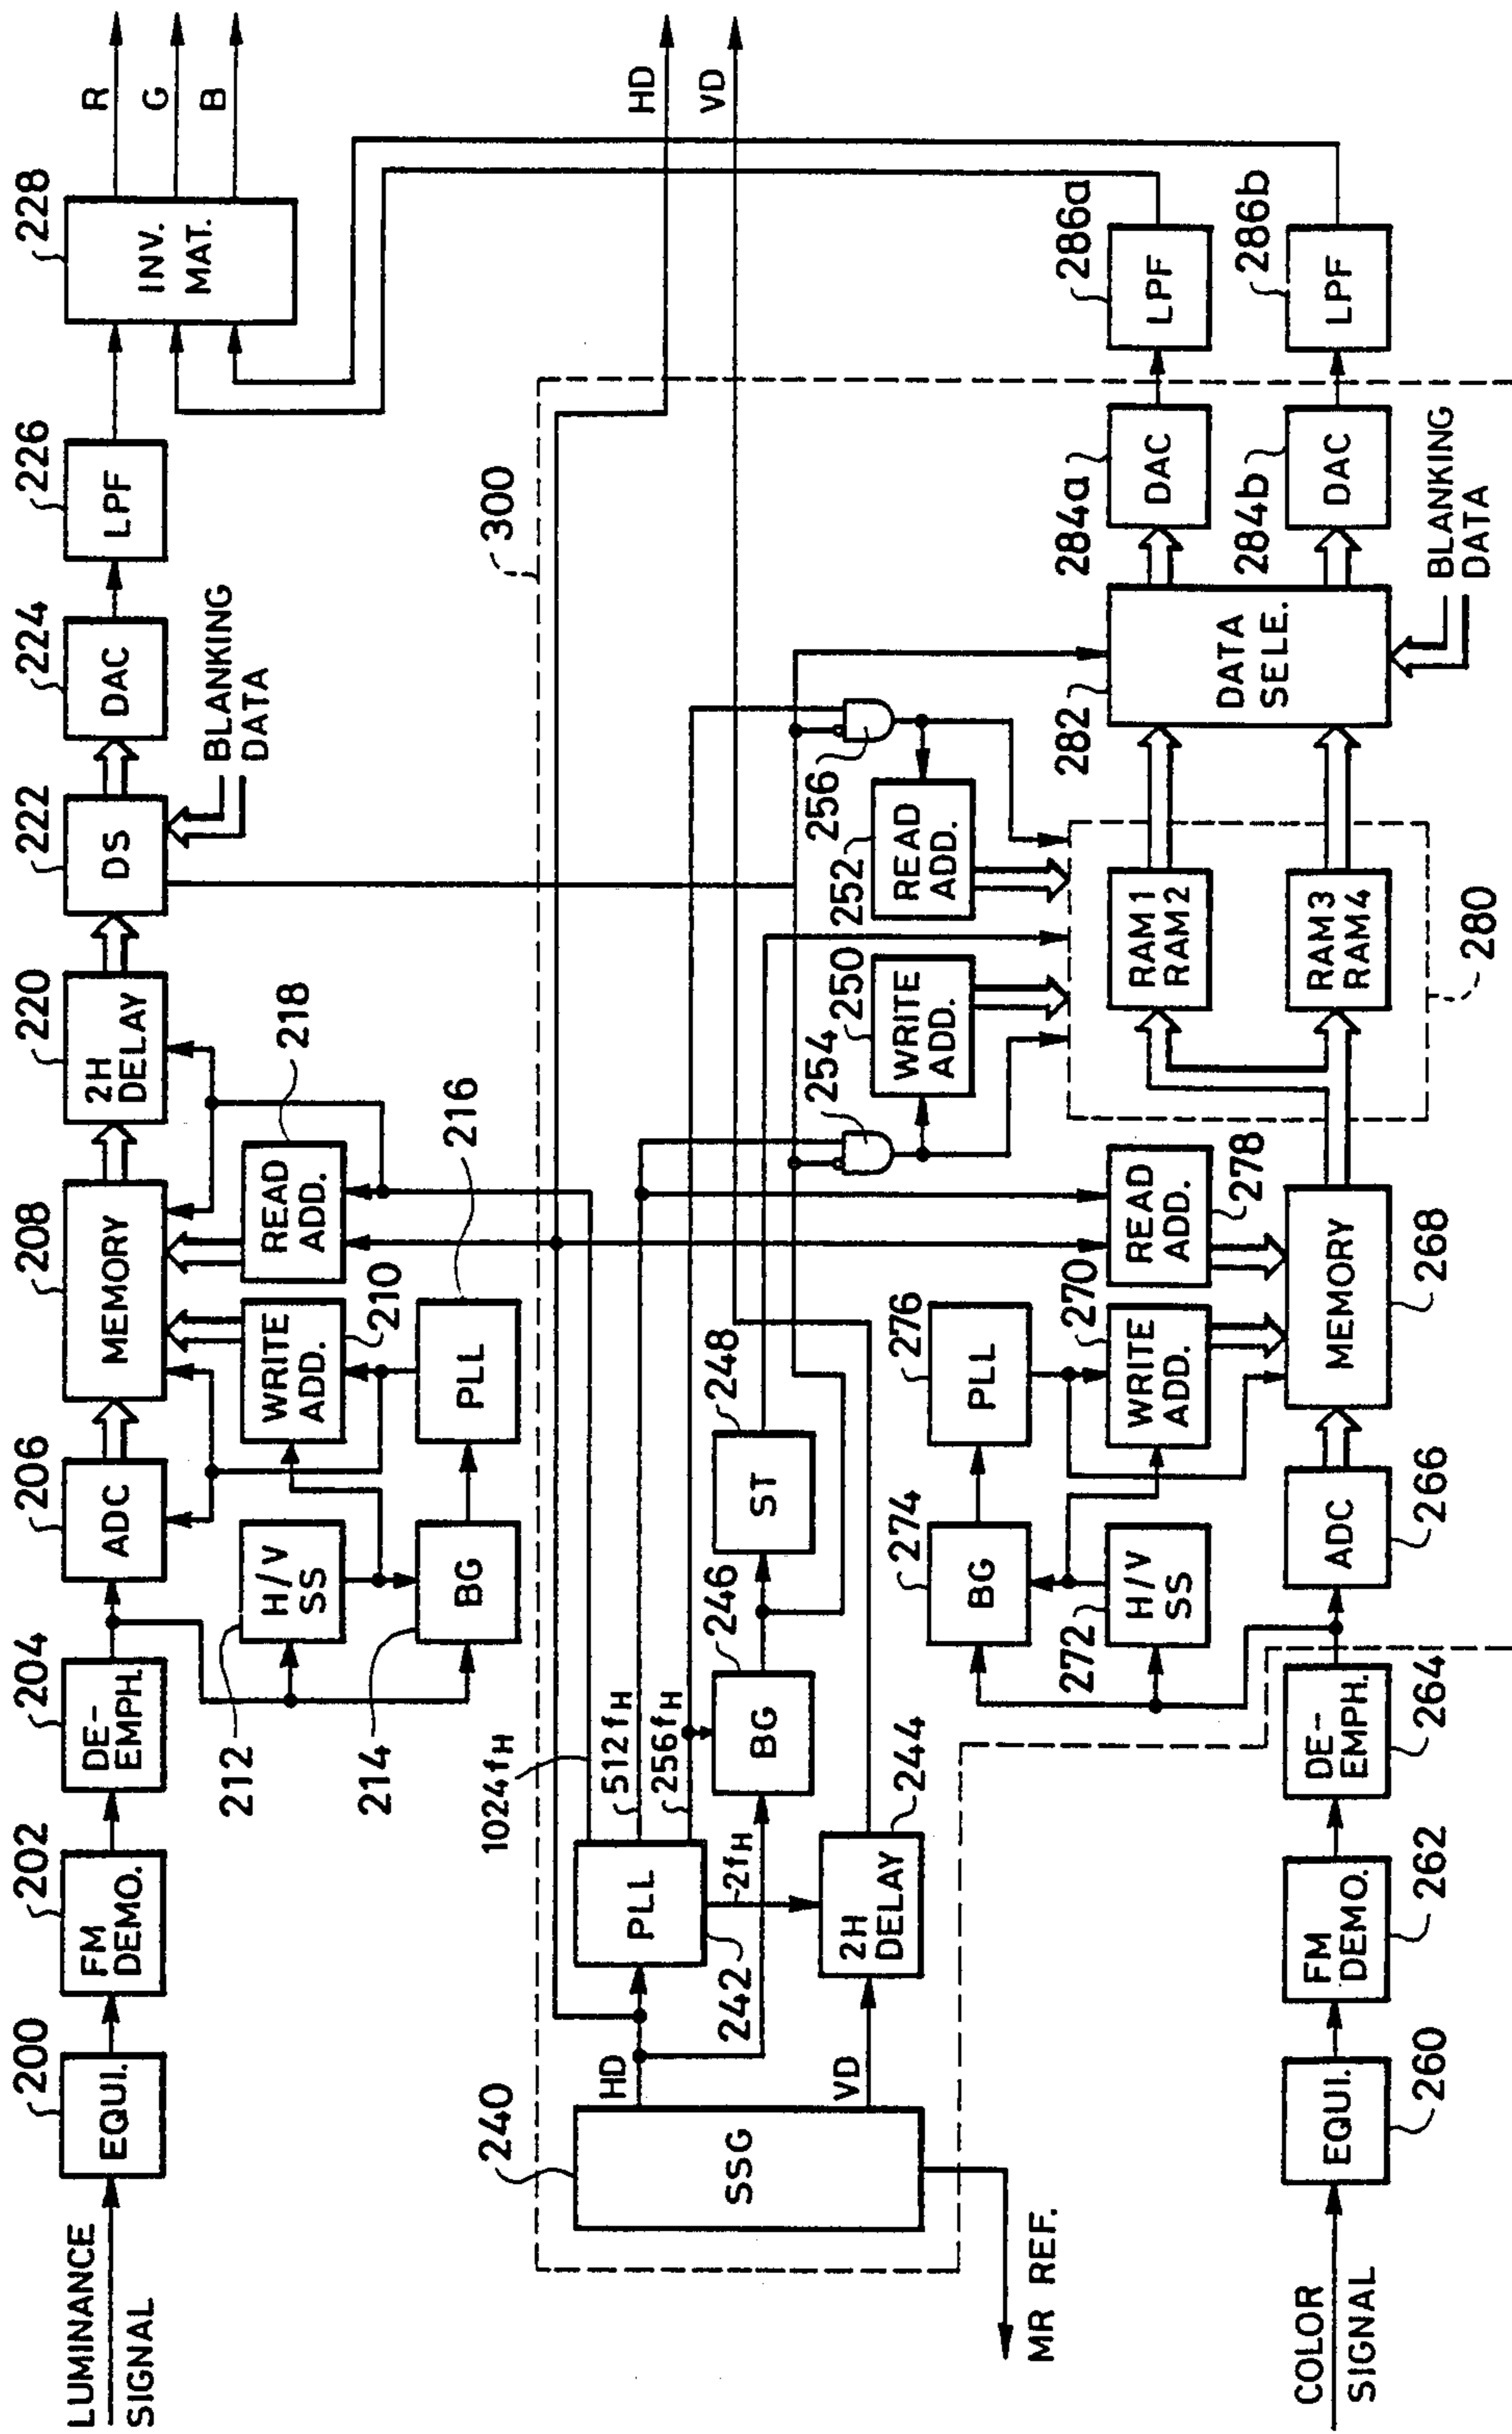 LUMINANCE
SIGNAL
200
EQUI.
202
FM
DEMO.
204
DE-
EMPH.
206
ADC
208
MEMORY
220
2H
DELAY
222
DS
224
DAC
226
LPF
228
INV.
MAT.
R
G
B
BLANKING
DATA
212
H/V
SS
214
BG
210
WRITE
ADD.
216
PLL
218
READ
ADD.
300
HD
VD
240
SSG
HD
VD
MR REF.
242
PLL
1024fH
512fH
256fH
2fH
244
2H
DELAY
246
BG
248
ST
254
250
WRITE
ADD.
252
READ
ADD.
256
COLOR
SIGNAL
260
EQUI.
262
FM
DEMO.
264
DE-
EMPH.
266
ADC
268
MEMORY
272
H/V
SS
274
BG
276
PLL
270
WRITE
ADD.
278
READ
ADD.
280
RAM1
RAM2
RAM3
RAM4
282
DATA
SELE.
BLANKING
DATA
284a
DAC
284b
DAC
286a
LPF
286b
LPF